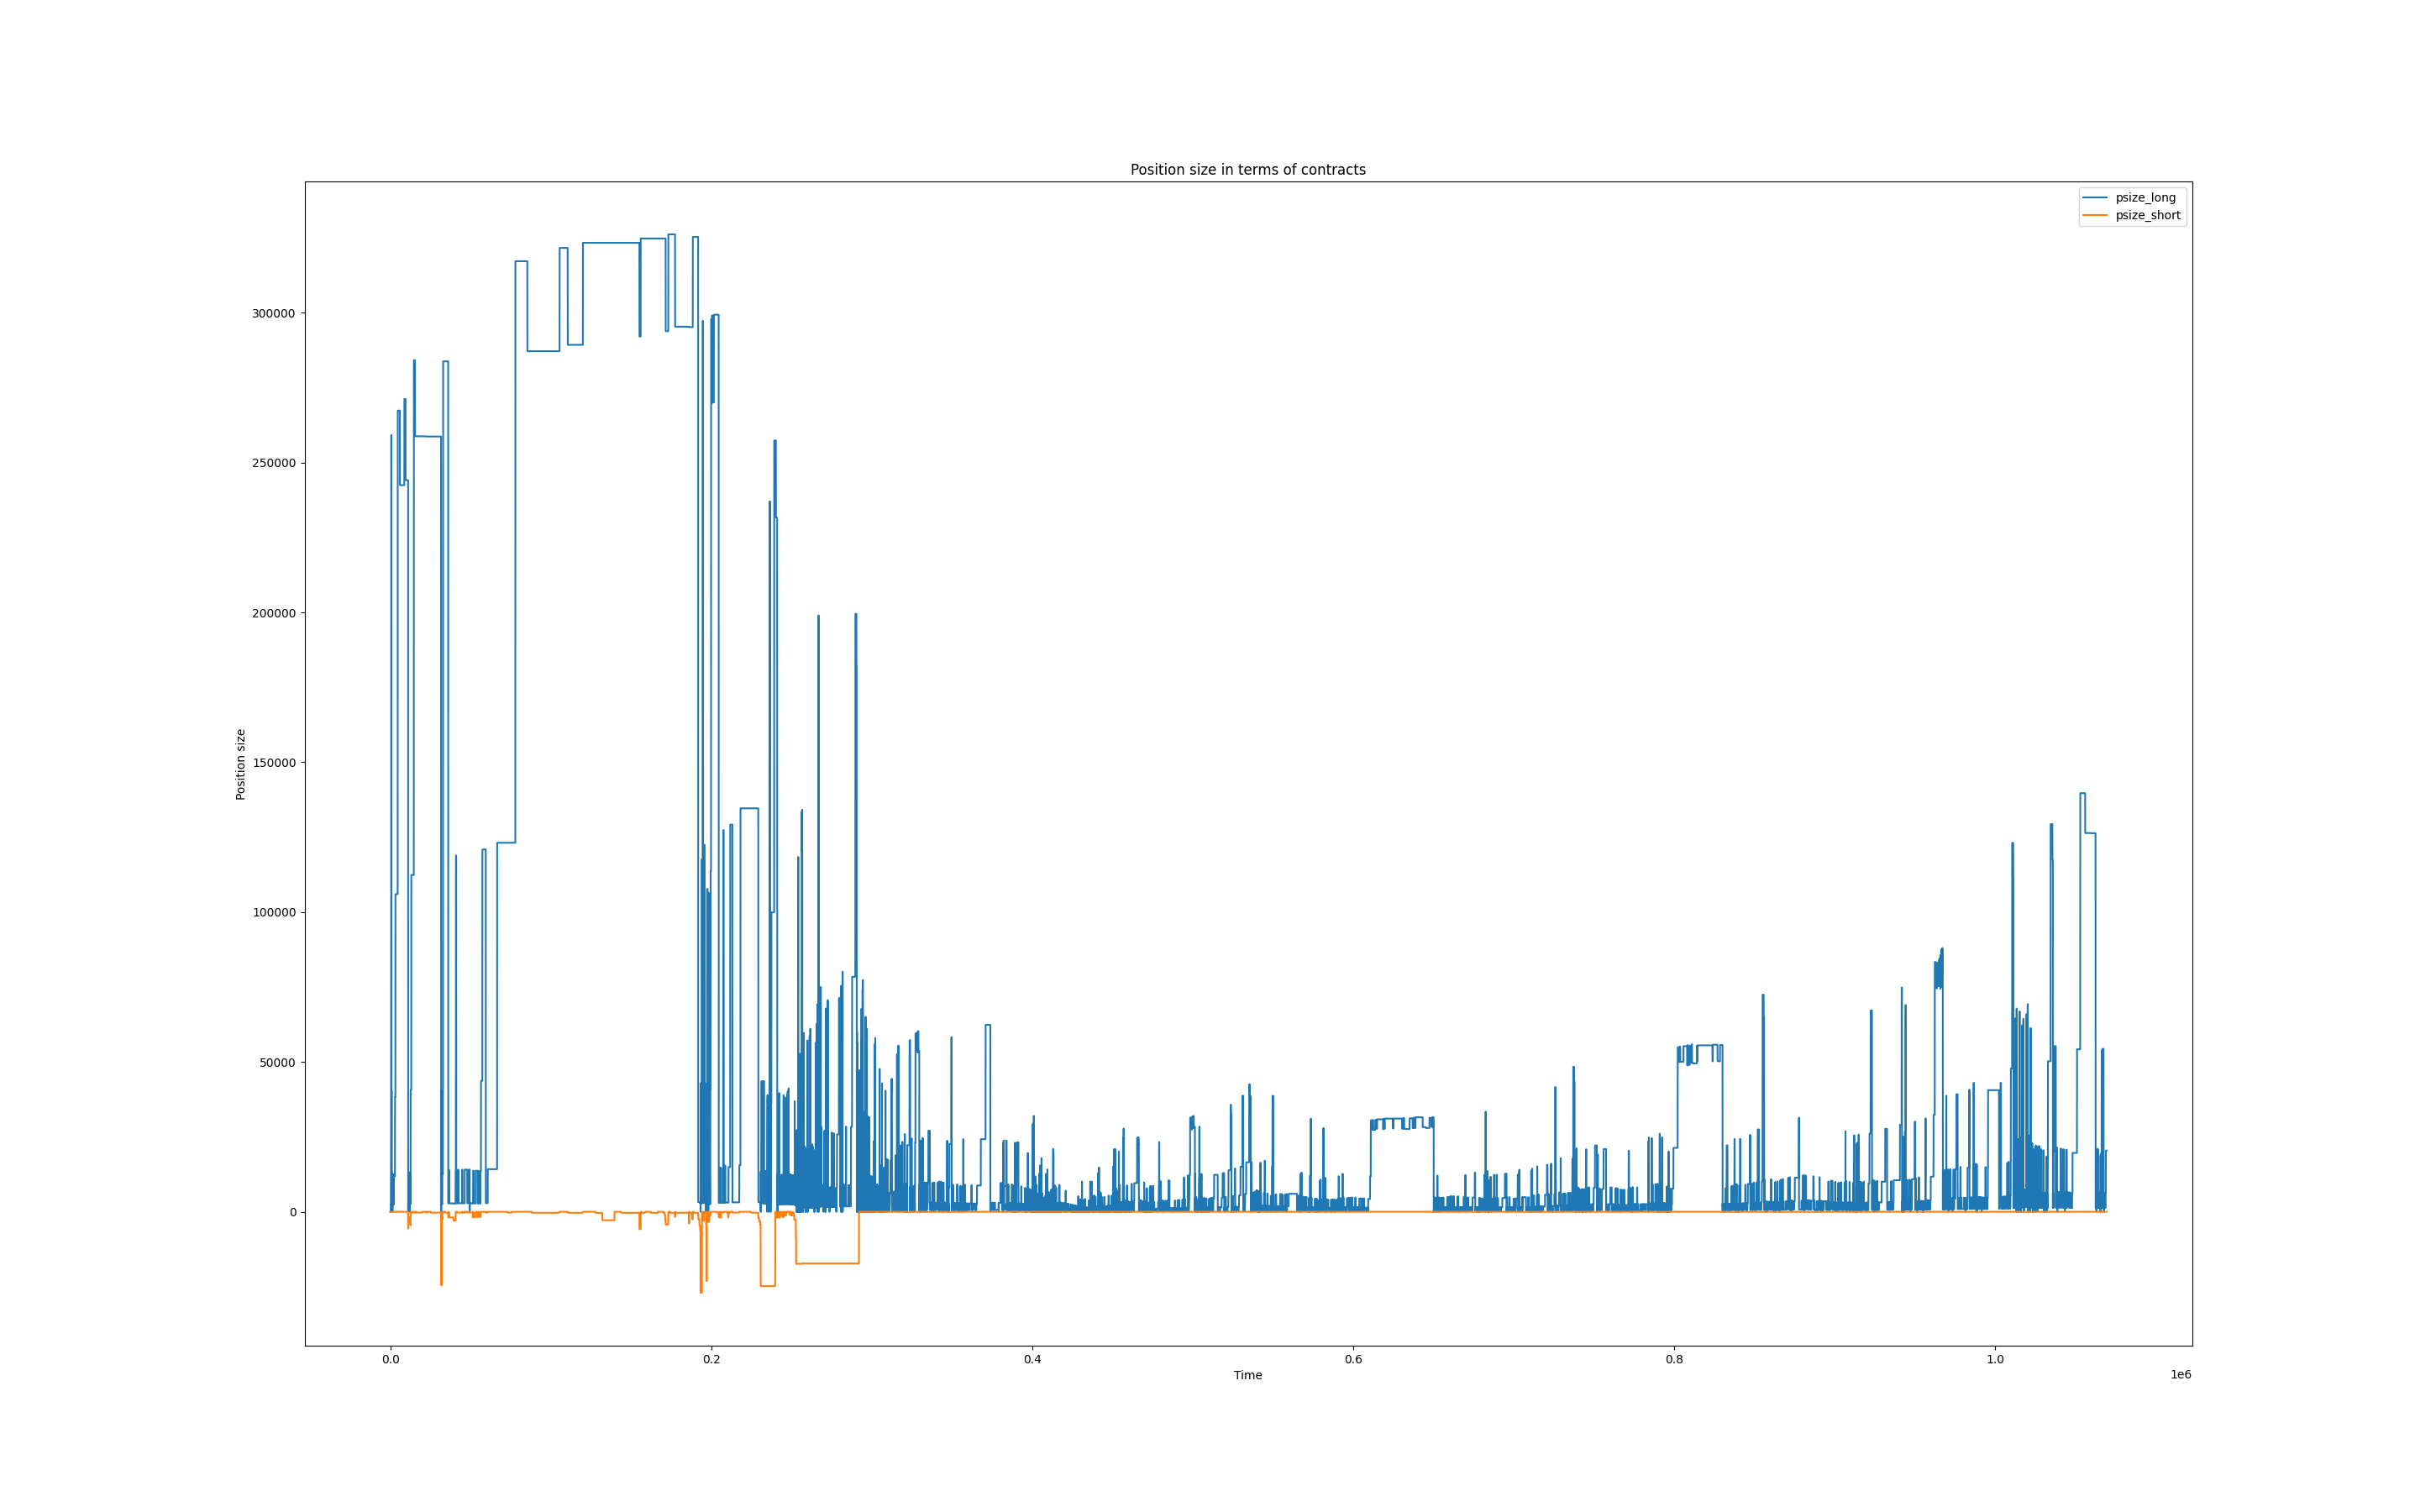 Position size in terms of contracts
psize_long
psize_short
Position size
300000
250000
200000
150000
100000
50000
0
0.0
0.2
0.4
0.6
0.8
1.0
Time
1e6